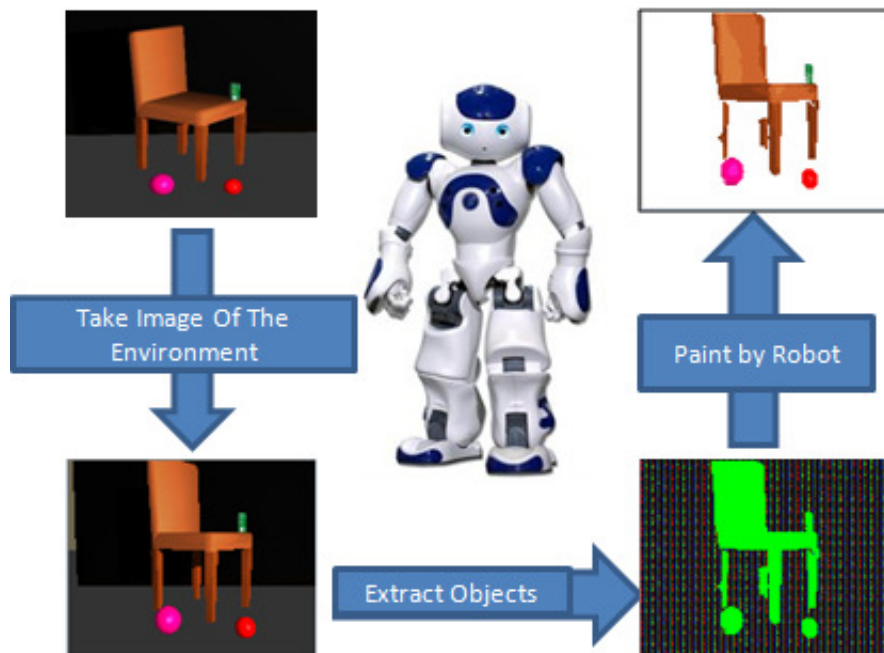 Take Image Of The
Environment
Extract Objects
Paint by Robot